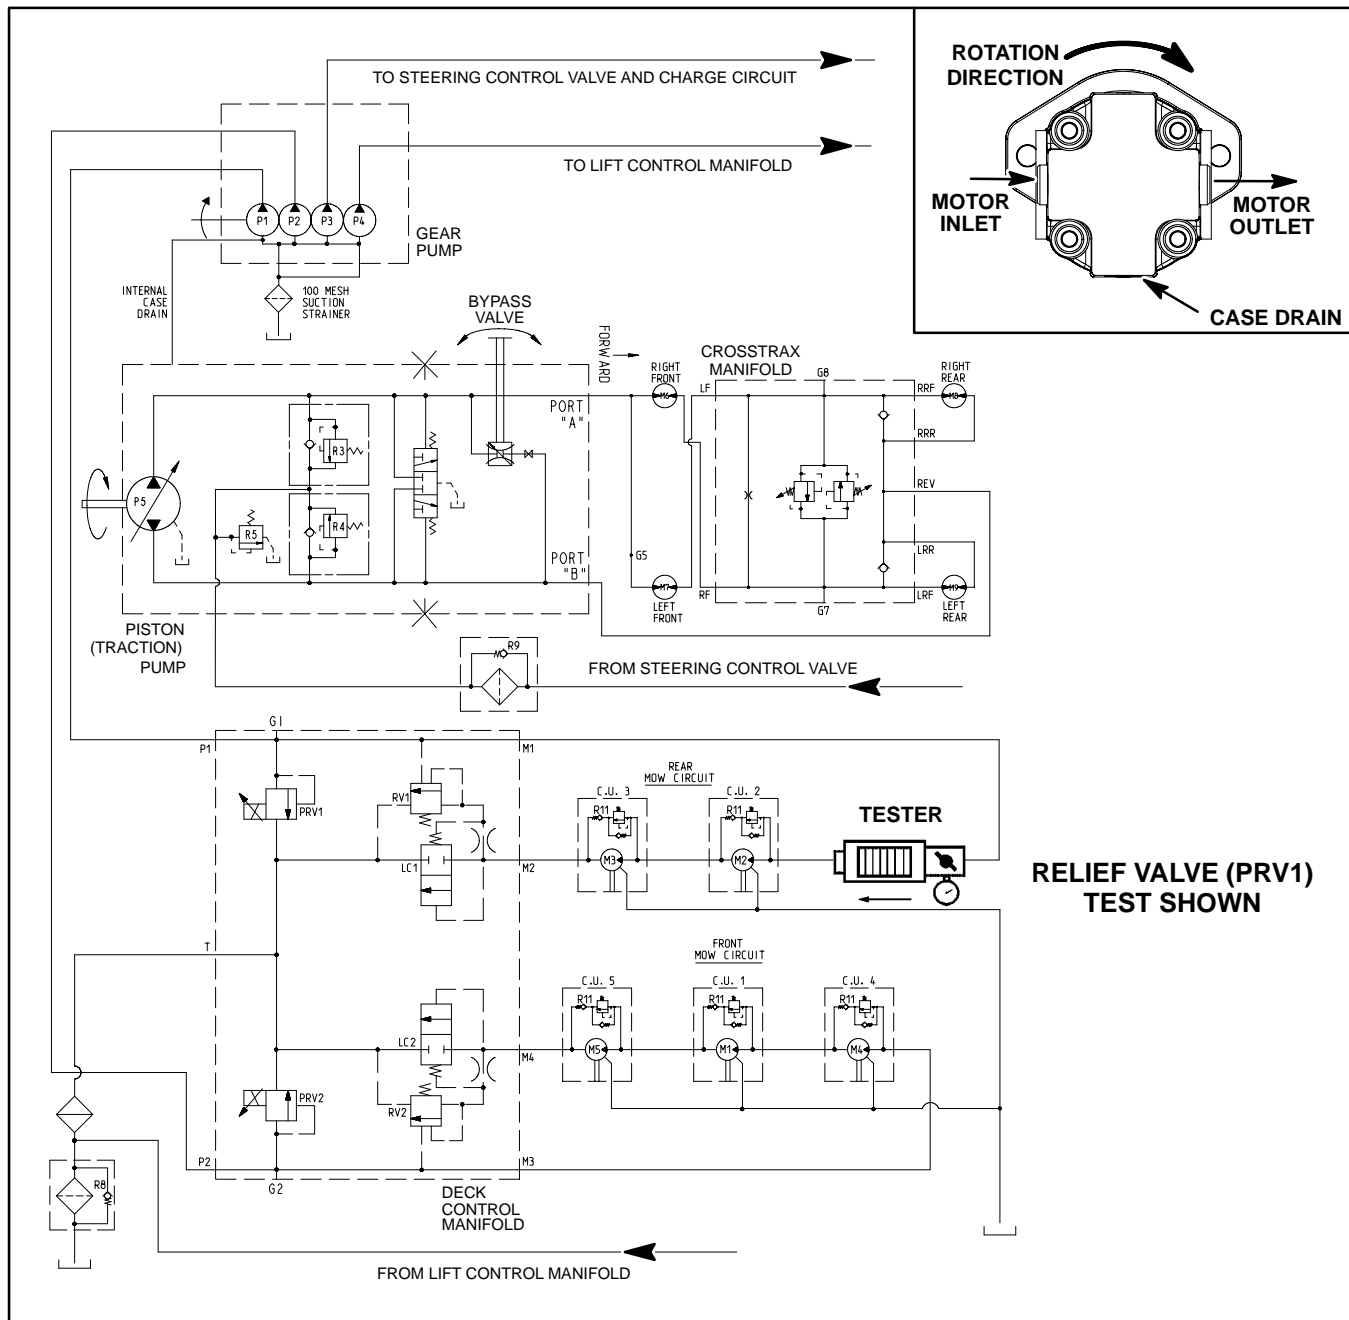 ROTATION
DIRECTION
MOTOR
INLET
MOTOR
OUTLET
CASE DRAIN
TO STEERING CONTROL VALVE AND CHARGE CIRCUIT
TO LIFT CONTROL MANIFOLD
P1
P2
P3
P4
GEAR
PUMP
INTERNAL
CASE
DRAIN
100 MESH
SUCTION
STRAINER
BYPASS
VALVE
FORWARD
RIGHT
FRONT
M6
CROSSTRAX
MANIFOLD
LF
G8
RRF
RIGHT
REAR
M8
PORT
"A"
R3
RRR
P5
REV
R5
R4
PORT
"B"
G5
LRR
M7
LEFT
FRONT
RF
G7
LRF
M9
LEFT
REAR
PISTON
(TRACTION)
PUMP
R9
FROM STEERING CONTROL VALVE
G1
P1
M1
PRV1
RV1
LC1
M2
REAR
MOW CIRCUIT
C.U. 3
R11
M3
C.U. 2
R11
M2
TESTER
RELIEF VALVE (PRV1)
TEST SHOWN
T
FRONT
MOW CIRCUIT
C.U. 5
R11
M5
C.U. 1
R11
M1
C.U. 4
R11
M4
LC2
M4
PRV2
RV2
P2
G2
M3
R8
DECK
CONTROL
MANIFOLD
FROM LIFT CONTROL MANIFOLD